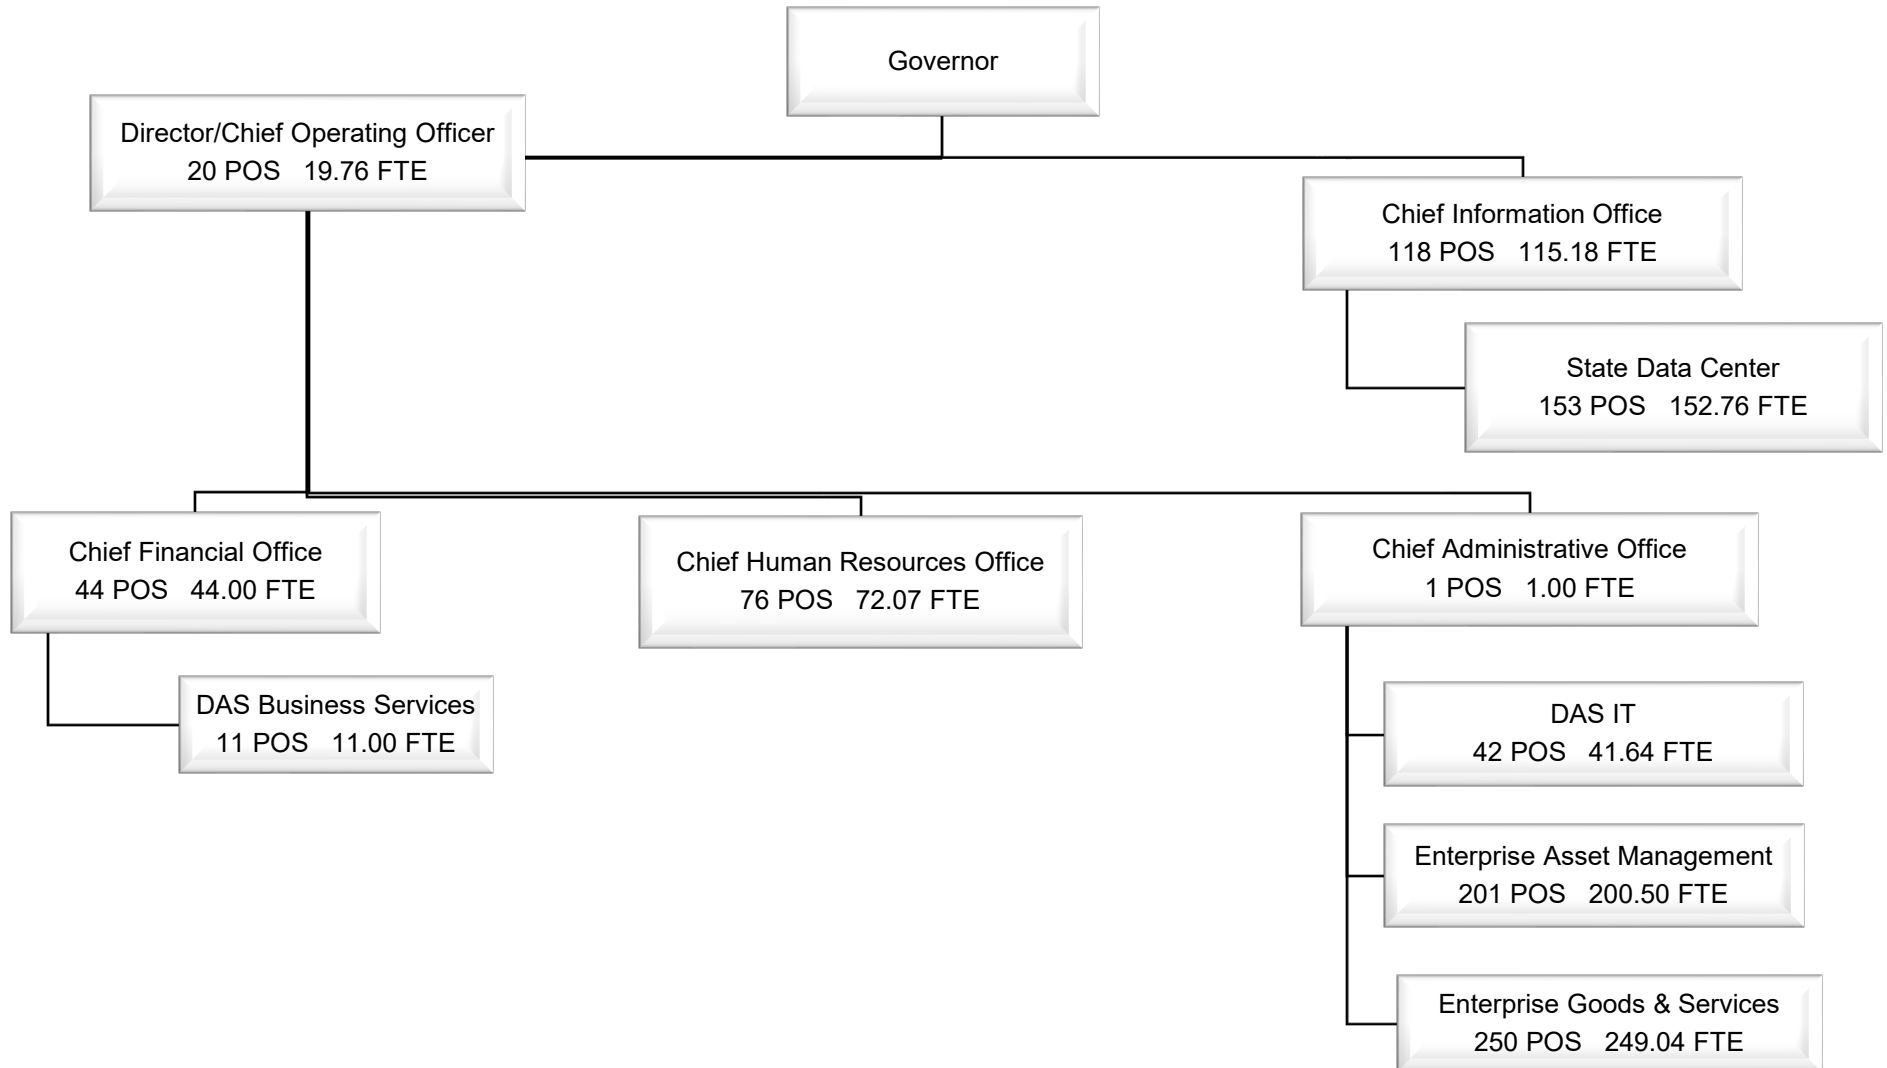 Governor
Director/Chief Operating Officer
20 POS   19.76 FTE
Chief Information Office
118 POS   115.18 FTE
State Data Center
153 POS   152.76 FTE
Chief Financial Office
44 POS   44.00 FTE
Chief Human Resources Office
76 POS   72.07 FTE
Chief Administrative Office
1 POS   1.00 FTE
DAS Business Services
11 POS   11.00 FTE
DAS IT
42 POS   41.64 FTE
Enterprise Asset Management
201 POS   200.50 FTE
Enterprise Goods & Services
250 POS   249.04 FTE